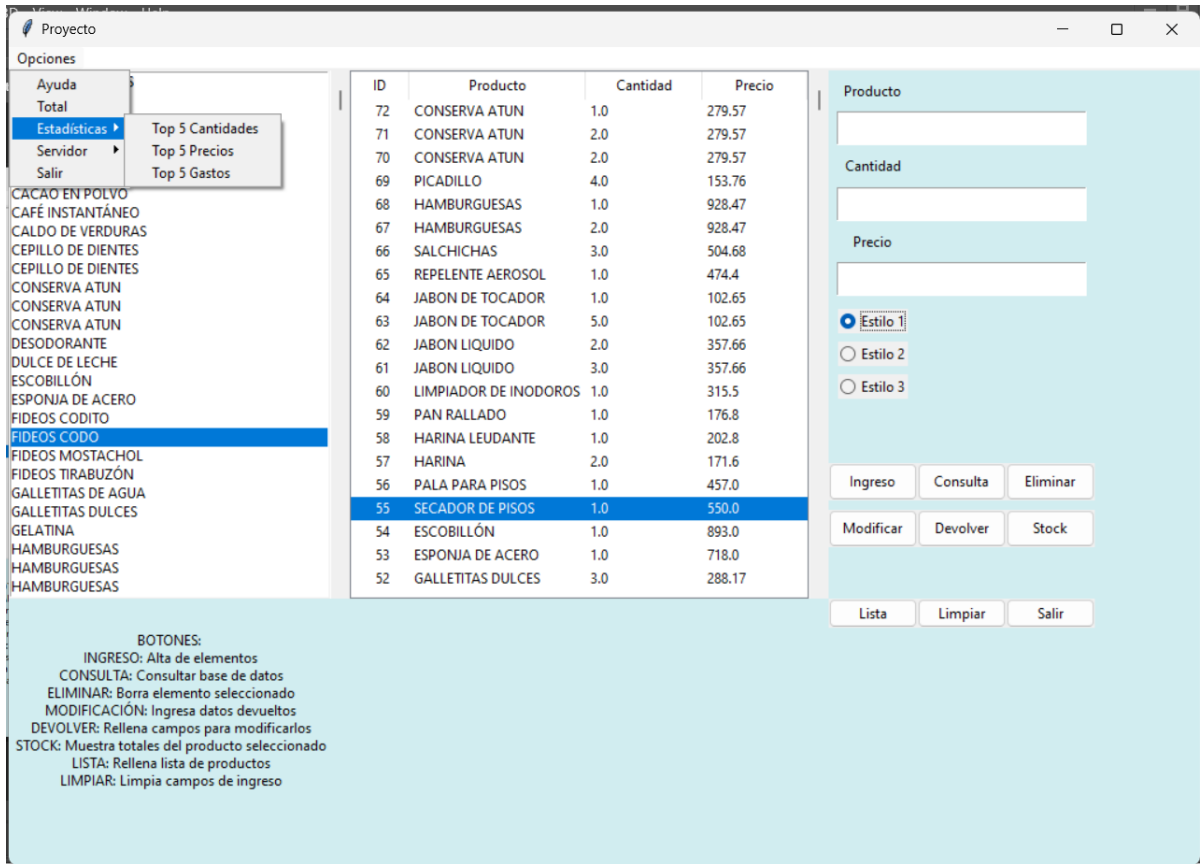 Proyecto
Opciones
Ayuda
Total
Estadísticas
Servidor
Salir
Top 5 Cantidades
Top 5 Precios
Top 5 Gastos
CACAO EN POLVO
CAFÉ INSTANTÁNEO
CALDO DE VERDURAS
CEPILLO DE DIENTES
CEPILLO DE DIENTES
CONSERVA ATUN
CONSERVA ATUN
CONSERVA ATUN
DESODORANTE
DULCE DE LECHE
ESCOBILLÓN
ESPONJA DE ACERO
FIDEOS CODITO
FIDEOS CODO
FIDEOS MOSTACHOL
FIDEOS TIRABUZÓN
GALLETITAS DE AGUA
GALLETITAS DULCES
GELATINA
HAMBURGUESAS
HAMBURGUESAS
HAMBURGUESAS
ID Producto Cantidad Precio
72 CONSERVA ATUN 1.0 279.57
71 CONSERVA ATUN 2.0 279.57
70 CONSERVA ATUN 2.0 279.57
69 PICADILLO 4.0 153.76
68 HAMBURGUESAS 1.0 928.47
67 HAMBURGUESAS 2.0 928.47
66 SALCHICHAS 3.0 504.68
65 REPELENTE AEROSOL 1.0 474.4
64 JABON DE TOCADOR 1.0 102.65
63 JABON DE TOCADOR 5.0 102.65
62 JABON LIQUIDO 2.0 357.66
61 JABON LIQUIDO 3.0 357.66
60 LIMPIADOR DE INODOROS 1.0 315.5
59 PAN RALLADO 1.0 176.8
58 HARINA LEUDANTE 1.0 202.8
57 HARINA 2.0 171.6
56 PALA PARA PISOS 1.0 457.0
55 SECADOR DE PISOS 1.0 550.0
54 ESCOBILLÓN 1.0 893.0
53 ESPONJA DE ACERO 1.0 718.0
52 GALLETITAS DULCES 3.0 288.17
Producto
Cantidad
Precio
Estilo 1
Estilo 2
Estilo 3
Ingreso Consulta Eliminar
Modificar Devolver Stock
Lista Limpiar Salir
BOTONES:
INGRESO: Alta de elementos
CONSULTA: Consultar base de datos
ELIMINAR: Borra elemento seleccionado
MODIFICACIÓN: Ingresa datos devueltos
DEVOLVER: Rellena campos para modificarlos
STOCK: Muestra totales del producto seleccionado
LISTA: Rellena lista de productos
LIMPIAR: Limpia campos de ingreso